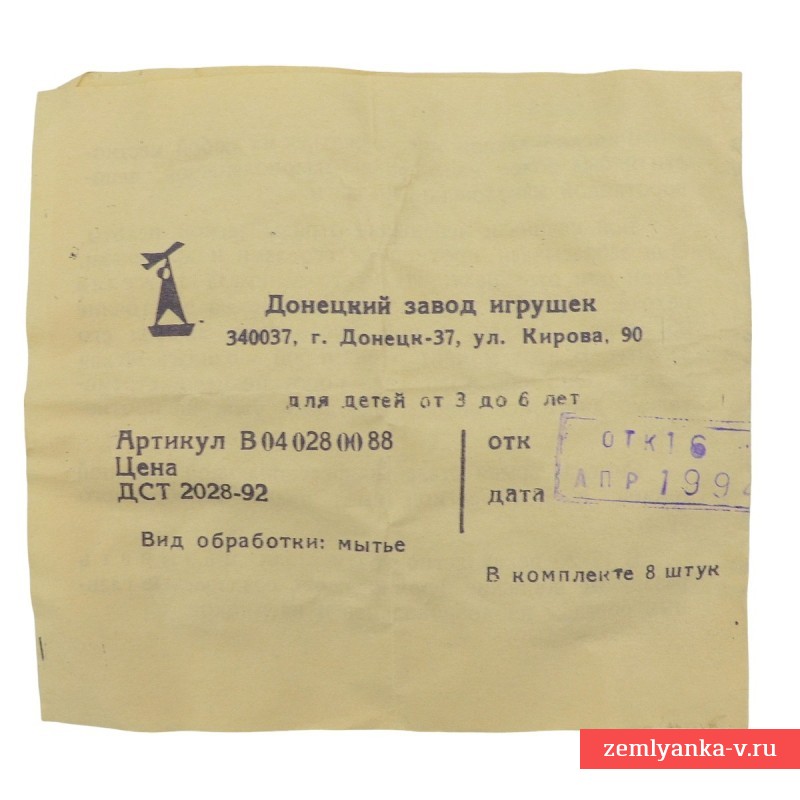 Донецкий завод игрушек
340037, г. Донецк-37, ул. Кирова, 90
для детей от 3 до 6 лет
Артикул В 04 028 00 88
Цена
ДСТ 2028-92
отк
ОТК 16
дата
АПР 1994
Вид обработки: мытье
В комплекте 8 штук
zemlyanka-v.ru